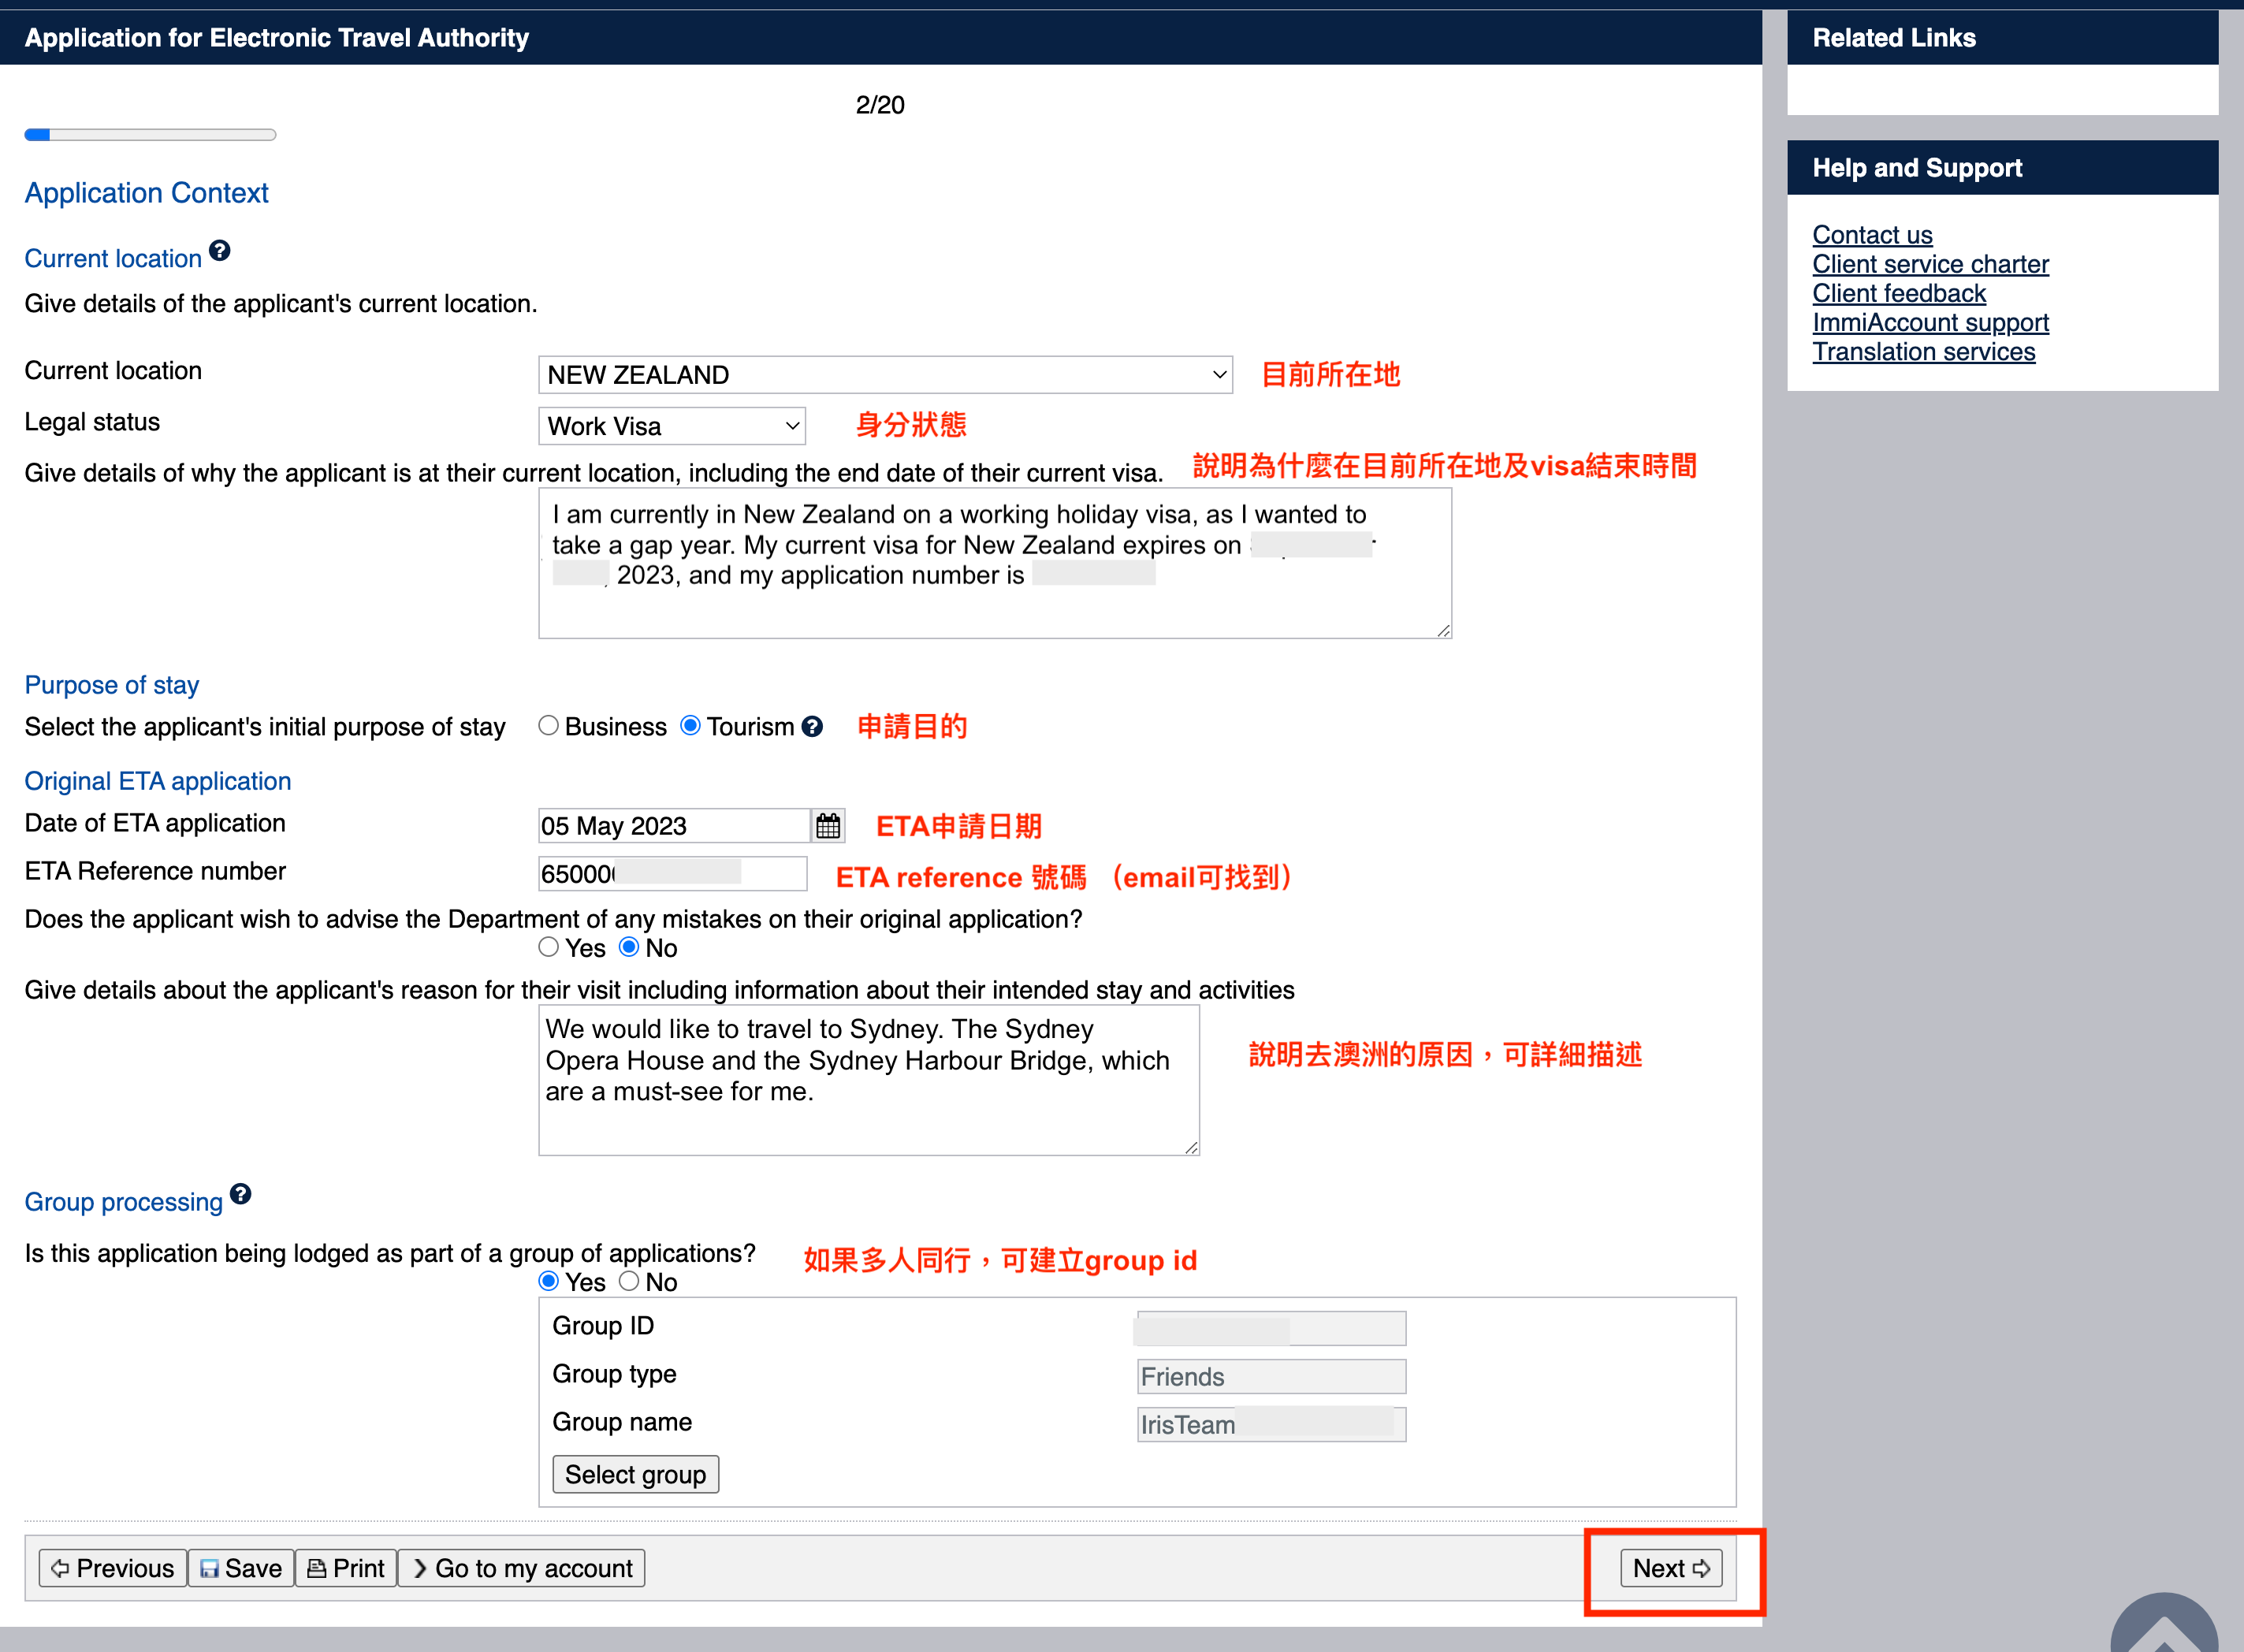 Application for Electronic Travel Authority
2/20
Application Context
Current location
Give details of the applicant's current location.
Current location NEW ZEALAND 目前所在地
Legal status Work Visa 身分狀態
Give details of why the applicant is at their current location, including the end date of their current visa. 說明為什麼在目前所在地及visa結束時間
I am currently in New Zealand on a working holiday visa, as I wanted to
take a gap year. My current visa for New Zealand expires on
2023, and my application number is
Purpose of stay
Select the applicant's initial purpose of stay Business Tourism 申請目的
Original ETA application
Date of ETA application 05 May 2023 ETA申請日期
ETA Reference number 65000 ETA reference 號碼 （email可找到）
Does the applicant wish to advise the Department of any mistakes on their original application?
Yes No
Give details about the applicant's reason for their visit including information about their intended stay and activities
We would like to travel to Sydney. The Sydney
Opera House and the Sydney Harbour Bridge, which
are a must-see for me.
說明去澳洲的原因，可詳細描述
Group processing
Is this application being lodged as part of a group of applications? 如果多人同行，可建立group id
Yes No
Group ID
Group type Friends
Group name IrisTeam
Select group
Previous Save Print Go to my account Next
Related Links
Help and Support
Contact us
Client service charter
Client feedback
ImmiAccount support
Translation services